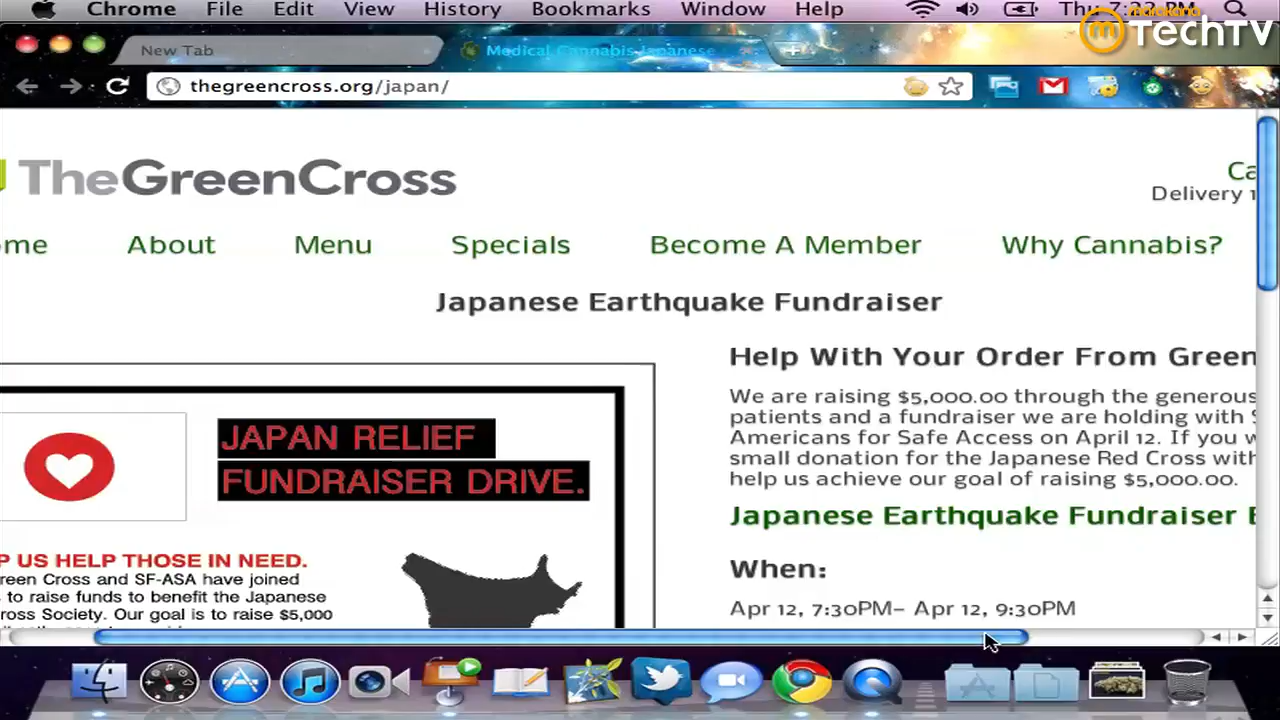 Chrome File Edit View History Bookmarks Window Help Thu 7:
marakana
TechTV
New Tab
Medical Cannabis Japanese
thegreencross.org/japan/
TheGreenCross
Ca
Delivery 1
ome About Menu Specials Become A Member Why Cannabis?
Japanese Earthquake Fundraiser
Help With Your Order From Green
We are raising $5,000.00 through the generous
patients and a fundraiser we are holding with S
Americans for Safe Access on April 12. If you w
small donation for the Japanese Red Cross with
help us achieve our goal of raising $5,000.00.
Japanese Earthquake Fundraiser E
When:
Apr 12, 7:30PM– Apr 12, 9:30PM
JAPAN RELIEF
FUNDRAISER DRIVE.
P US HELP THOSE IN NEED.
reen Cross and SF-ASA have joined
s to raise funds to benefit the Japanese
ross Society. Our goal is to raise $5,000